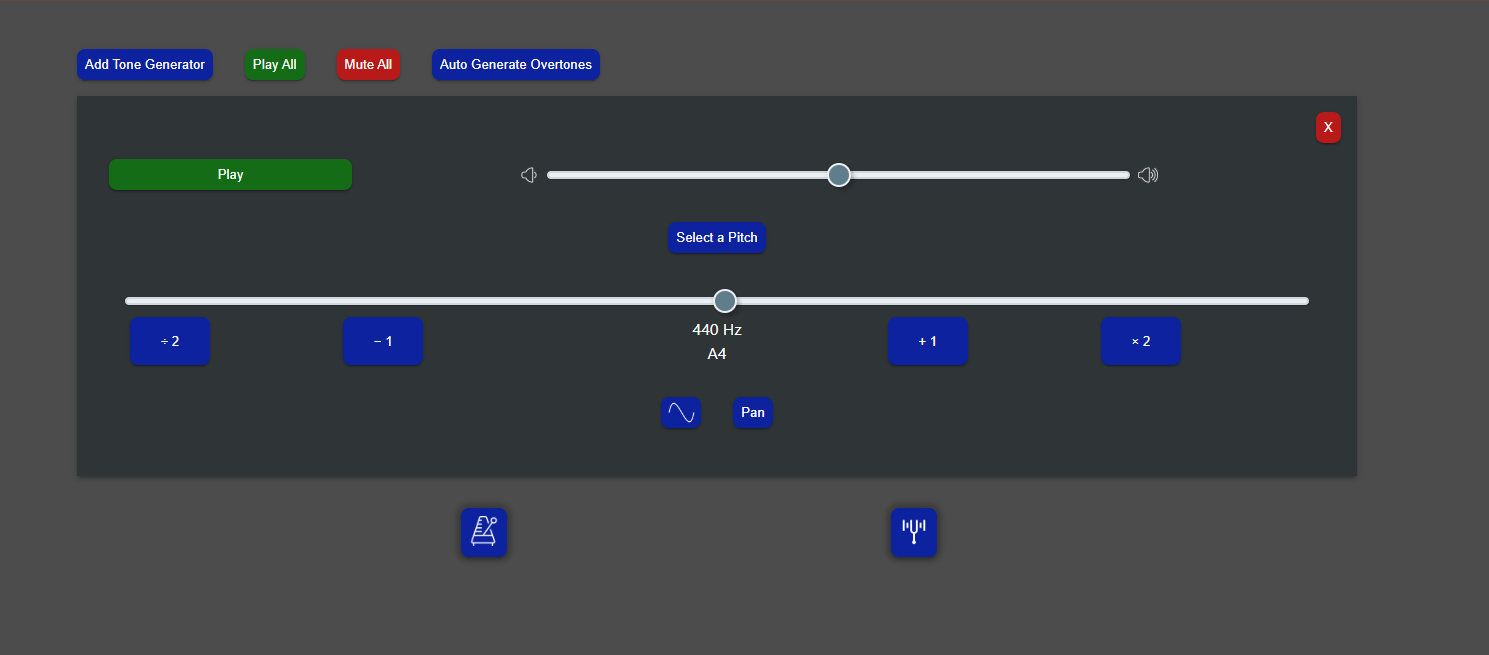 Add Tone Generator
Play All
Mute All
Auto Generate Overtones
X
Play
Select a Pitch
÷ 2
− 1
440 Hz
A4
+ 1
× 2
Pan